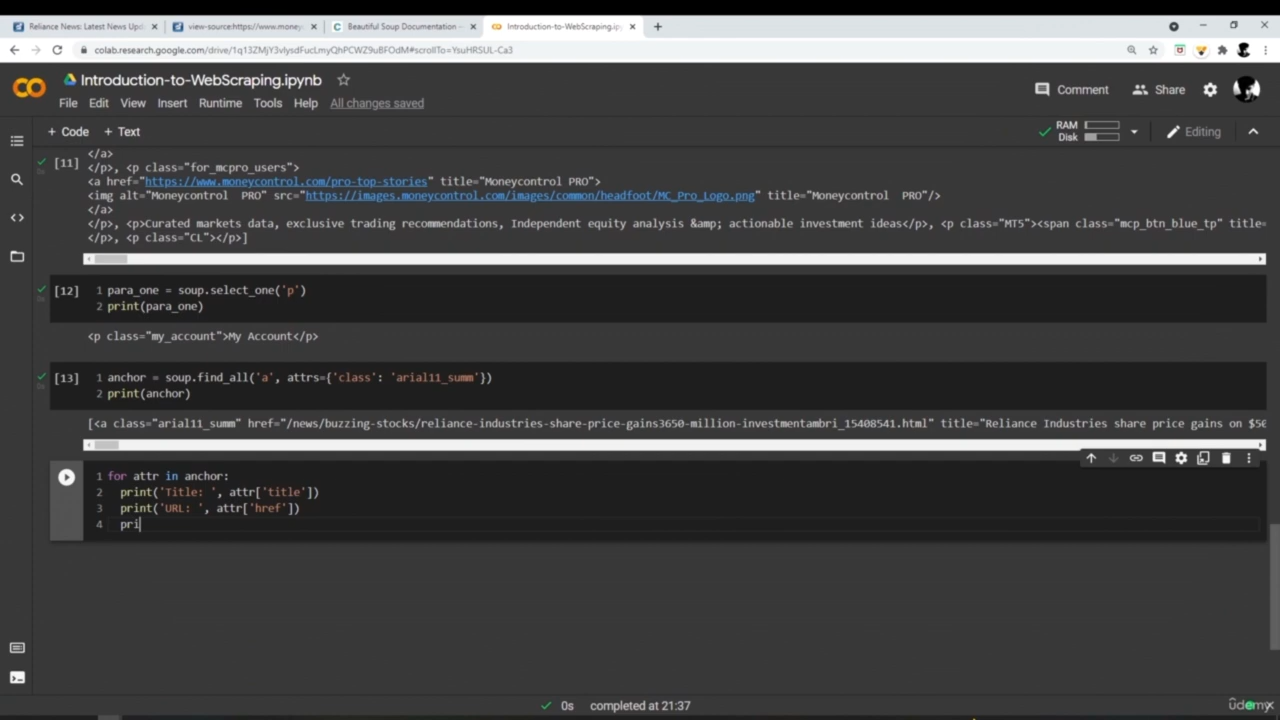 Reliance News: Latest News Upd
view-source:https://www.money
Beautiful Soup Documentation –
Introduction-to-WebScraping.ipy
colab.research.google.com/drive/1q13ZMjY3vIysdFucLmyQhPCWZ9uBFOdM#scrollTo=YsuHRSUL-Ca3
Introduction-to-WebScraping.ipynb
Comment
Share
File Edit View Insert Runtime Tools Help All changes saved
+ Code + Text
RAM
Disk
Editing
</a>
[11]
</p>, <p class="for_mcpro_users">
<a href="https://www.moneycontrol.com/pro-top-stories" title="Moneycontrol PRO">
<img alt="Moneycontrol  PRO" src="https://images.moneycontrol.com/images/common/headfoot/MC_Pro_Logo.png" title="Moneycontrol  PRO"/>
</a>
</p>, <p>Curated markets data, exclusive trading recommendations, Independent equity analysis &amp; actionable investment ideas</p>, <p class="MT5"><span class="mcp_btn_blue_tp" title=
</p>, <p class="CL"></p>]
[12]
1 para_one = soup.select_one('p')
2 print(para_one)
<p class="my_account">My Account</p>
[13]
1 anchor = soup.find_all('a', attrs={'class': 'arial11_summ'})
2 print(anchor)
[<a class="arial11_summ" href="/news/buzzing-stocks/reliance-industries-share-price-gains3650-million-investmentambri_15408541.html" title="Reliance Industries share price gains on $50
1 for attr in anchor:
2 print('Title: ', attr['title'])
3 print('URL: ', attr['href'])
4 pri
0s completed at 21:37
udemy